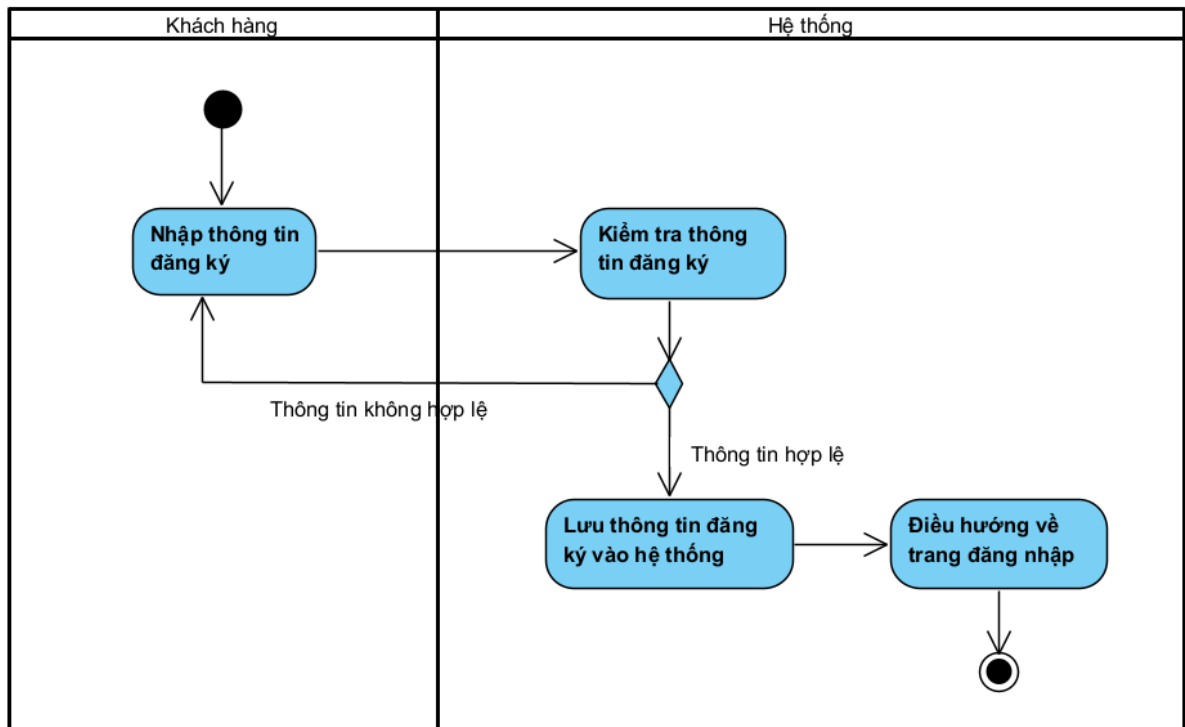 Khách hàng
Hệ thống
Nhập thông tin
đăng ký
Kiểm tra thông
tin đăng ký
Thông tin không hợp lệ
Thông tin hợp lệ
Lưu thông tin đăng
ký vào hệ thống
Điều hướng về
trang đăng nhập